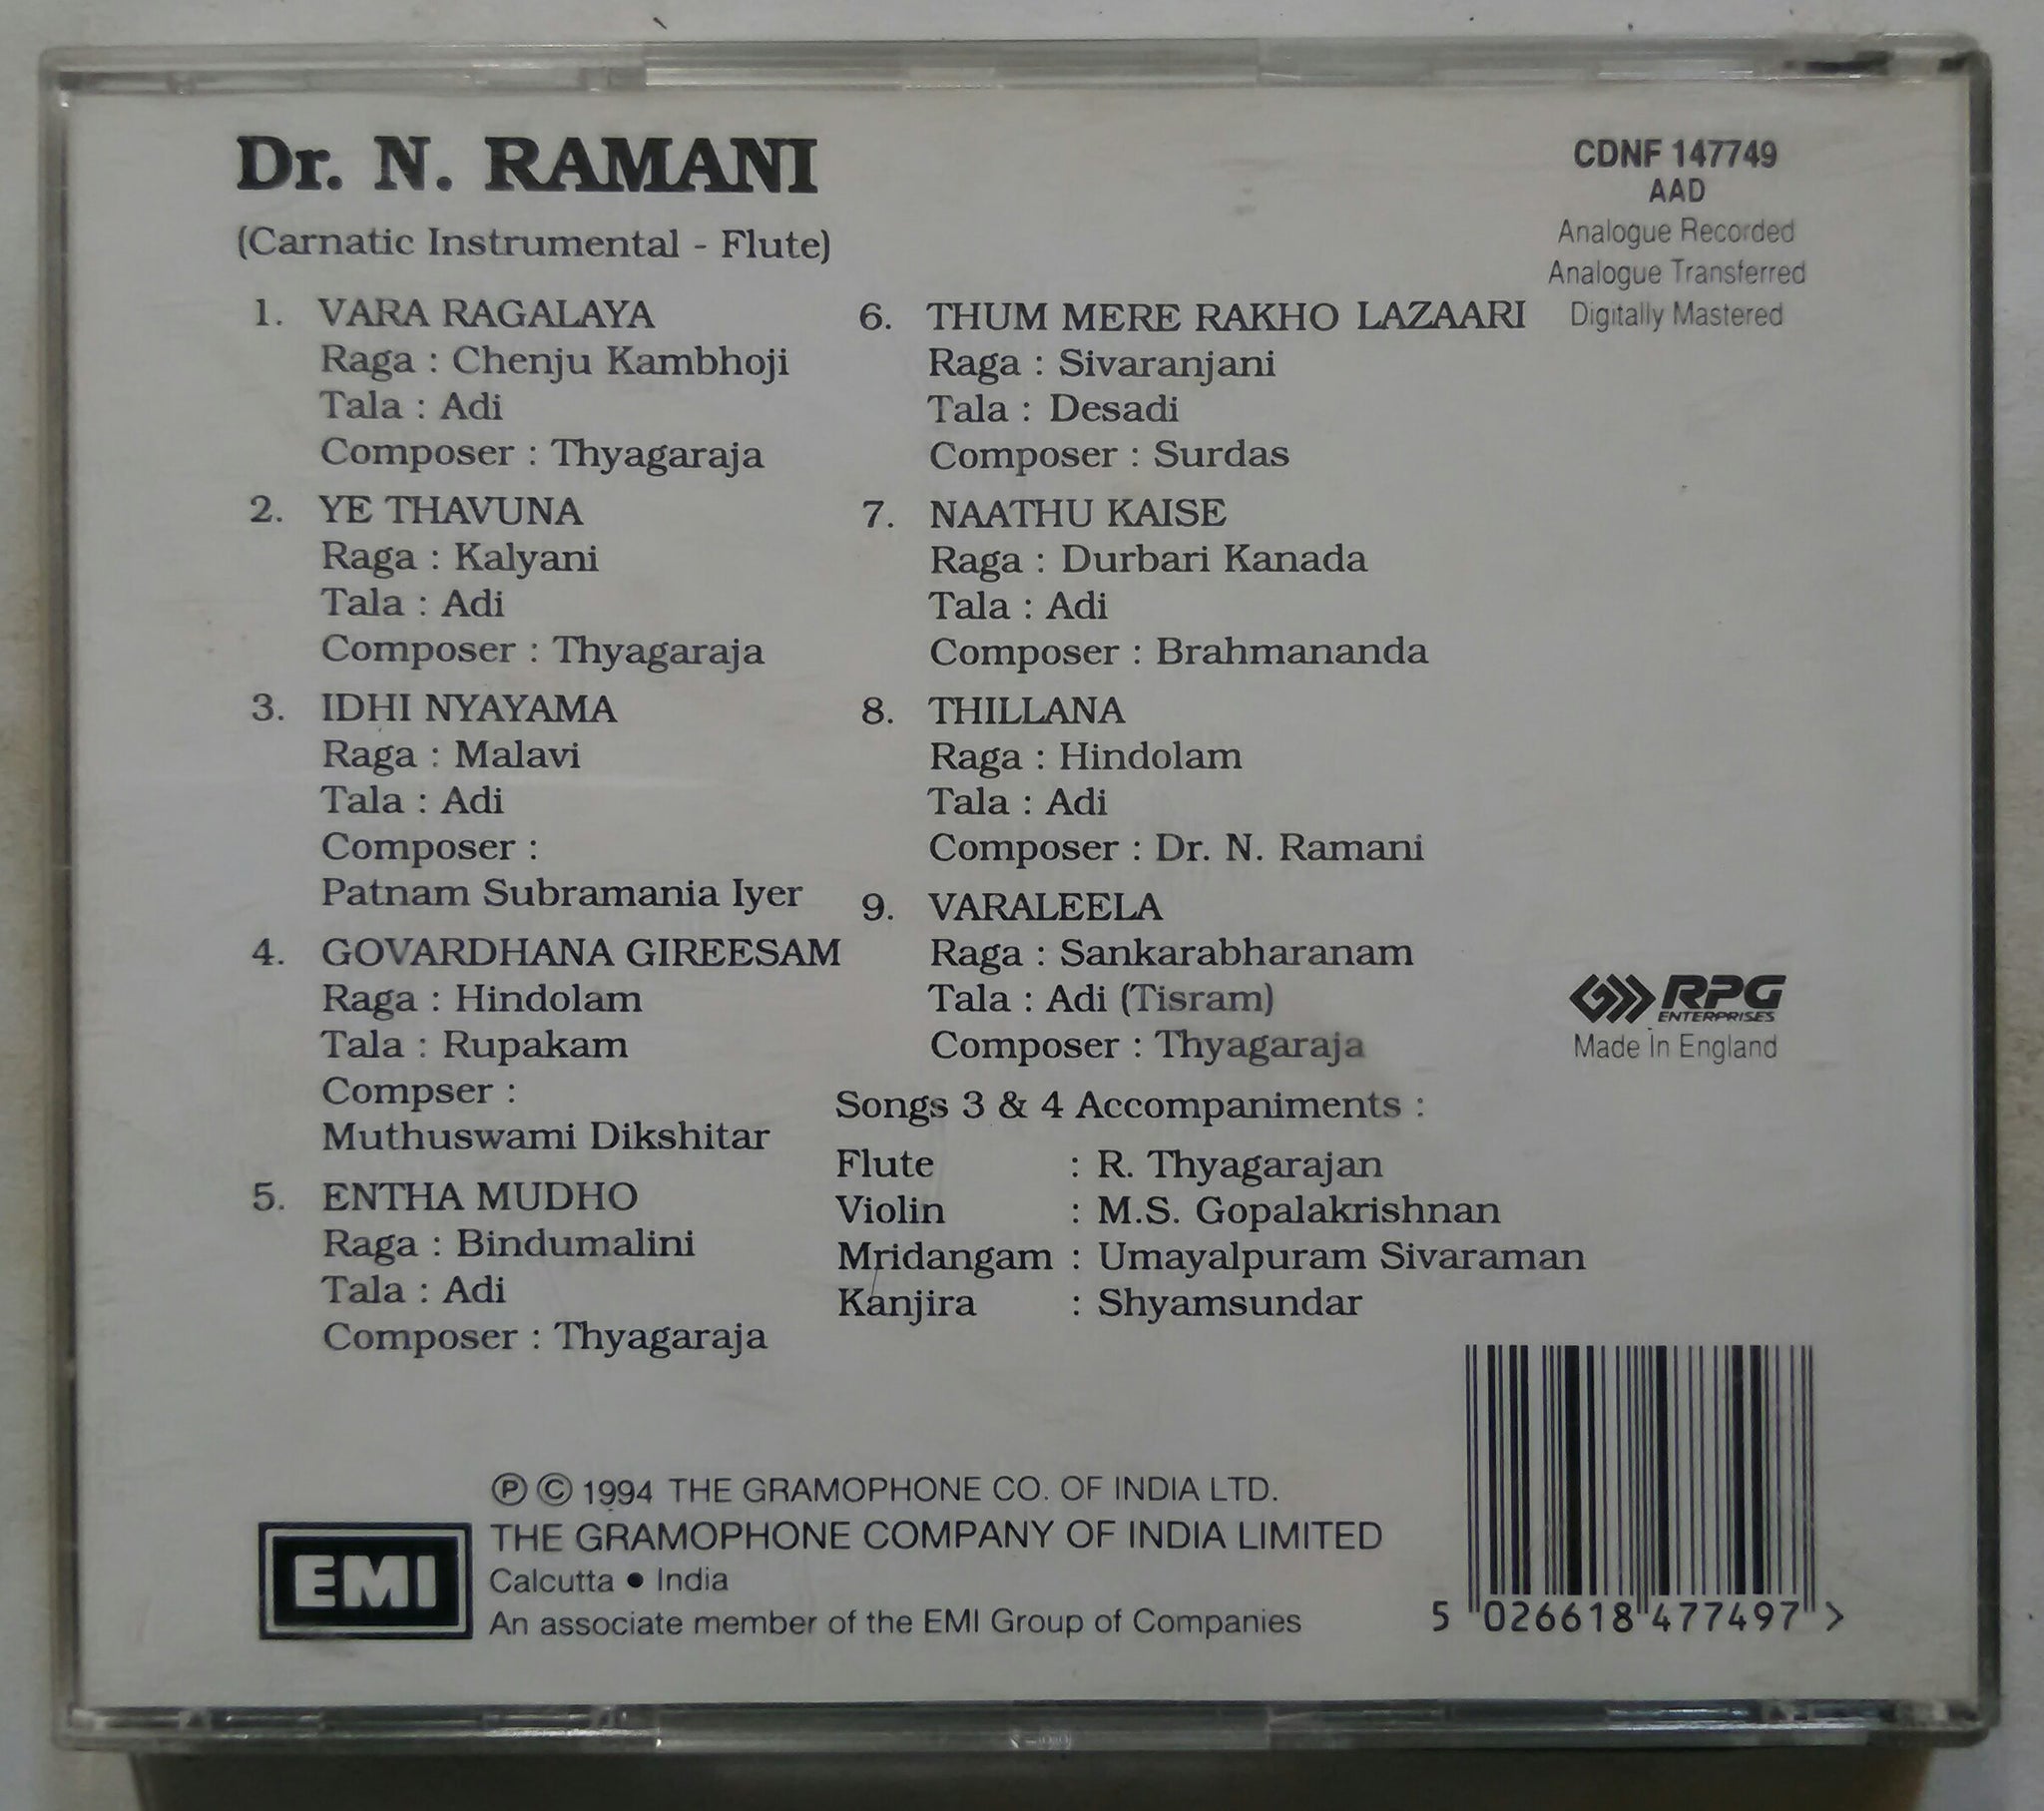 Dr. N. RAMANI
(Carnatic Instrumental - Flute)
1. VARA RAGALAYA
Raga : Chenju Kambhoji
Tala : Adi
Composer : Thyagaraja
2. YE THAVUNA
Raga : Kalyani
Tala : Adi
Composer : Thyagaraja
3. IDHI NYAYAMA
Raga : Malavi
Tala : Adi
Composer :
Patnam Subramania Iyer
4. GOVARDHANA GIREESAM
Raga : Hindolam
Tala : Rupakam
Compser :
Muthuswami Dikshitar
5. ENTHA MUDHO
Raga : Bindumalini
Tala : Adi
Composer : Thyagaraja
6. THUM MERE RAKHO LAZAARI
Raga : Sivaranjani
Tala : Desadi
Composer : Surdas
7. NAATHU KAISE
Raga : Durbari Kanada
Tala : Adi
Composer : Brahmananda
8. THILLANA
Raga : Hindolam
Tala : Adi
Composer : Dr. N. Ramani
9. VARALEELA
Raga : Sankarabharanam
Tala : Adi (Tisram)
Composer : Thyagaraja
Songs 3 & 4 Accompaniments :
Flute : R. Thyagarajan
Violin : M.S. Gopalakrishnan
Mridangam : Umayalpuram Sivaraman
Kanjira : Shyamsundar
CDNF 147749
AAD
Analogue Recorded
Analogue Transferred
Digitally Mastered
RPG
ENTERPRISES
Made in England
℗ © 1994 THE GRAMOPHONE CO. OF INDIA LTD.
THE GRAMOPHONE COMPANY OF INDIA LIMITED
Calcutta • India
An associate member of the EMI Group of Companies
EMI
5 026618 477497 >